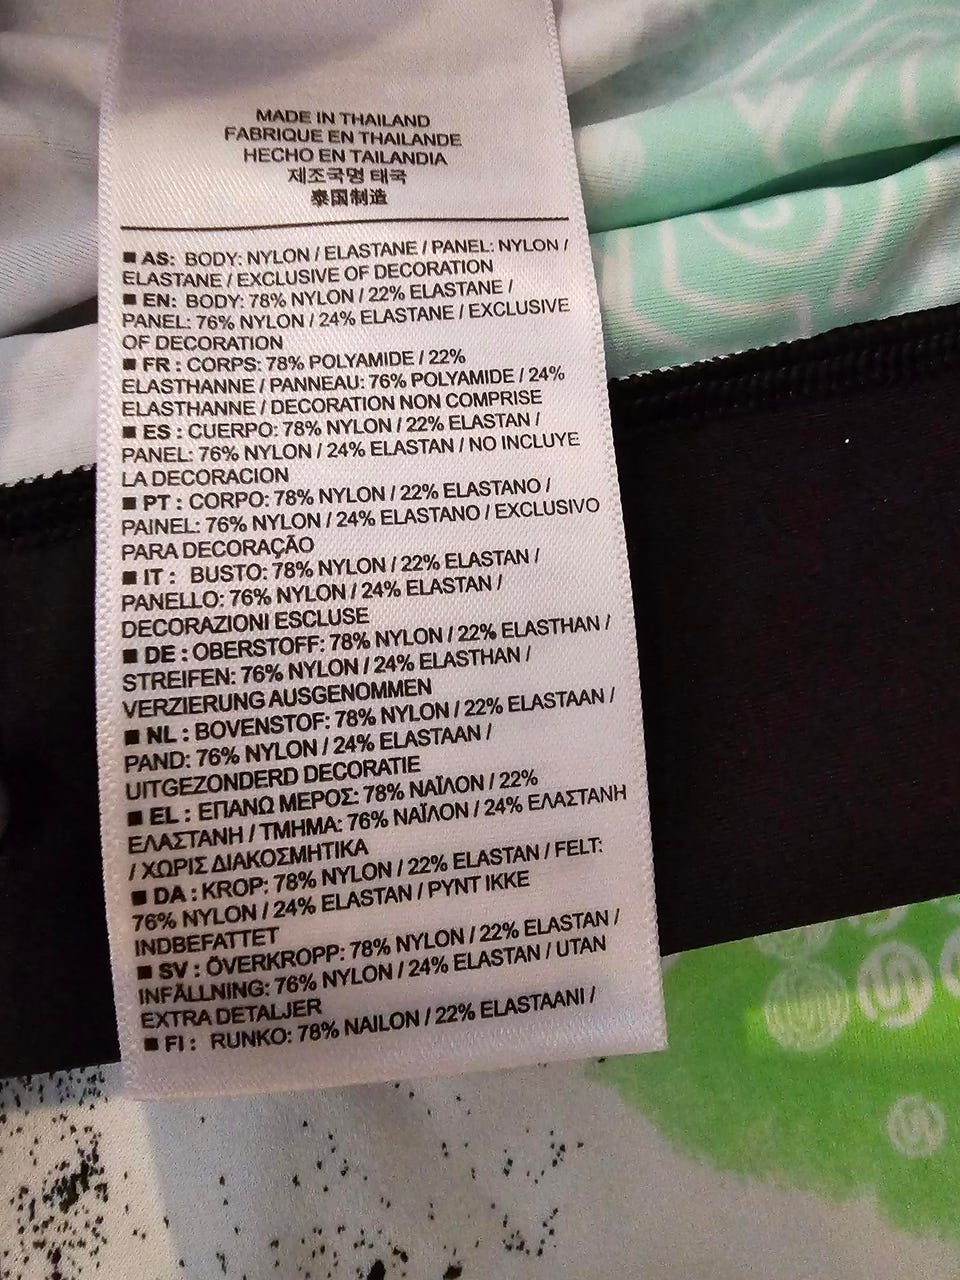 MADE IN THAILAND
FABRIQUE EN THAILANDE
HECHO EN TAILANDIA
제조국명 태국
泰国制造
■ AS: BODY: NYLON / ELASTANE / PANEL: NYLON /
ELASTANE / EXCLUSIVE OF DECORATION
■ EN: BODY: 78% NYLON / 22% ELASTANE /
PANEL: 76% NYLON / 24% ELASTANE / EXCLUSIVE
OF DECORATION
■ FR : CORPS: 78% POLYAMIDE / 22%
ELASTHANNE / PANNEAU: 76% POLYAMIDE / 24%
ELASTHANNE / DECORATION NON COMPRISE
■ ES : CUERPO: 78% NYLON / 22% ELASTAN /
PANEL: 76% NYLON / 24% ELASTAN / NO INCLUYE
LA DECORACION
■ PT : CORPO: 78% NYLON / 22% ELASTANO /
PAINEL: 76% NYLON / 24% ELASTANO / EXCLUSIVO
PARA DECORAÇÃO
■ IT : BUSTO: 78% NYLON / 22% ELASTAN /
PANELLO: 76% NYLON / 24% ELASTAN /
DECORAZIONI ESCLUSE
■ DE : OBERSTOFF: 78% NYLON / 22% ELASTHAN /
STREIFEN: 76% NYLON / 24% ELASTHAN /
VERZIERUNG AUSGENOMMEN
■ NL : BOVENSTOF: 78% NYLON / 22% ELASTAAN /
PAND: 76% NYLON / 24% ELASTAAN /
UITGEZONDERD DECORATIE
■ EL : ΕΠΑΝΩ ΜΕΡΟΣ: 78% ΝΑΪΛΟΝ / 22%
ΕΛΑΣΤΑΝΗ / ΤΜΗΜΑ: 76% ΝΑΪΛΟΝ / 24% ΕΛΑΣΤΑΝΗ
/ ΧΩΡΙΣ ΔΙΑΚΟΣΜΗΤΙΚΑ
■ DA : KROP: 78% NYLON / 22% ELASTAN / FELT:
76% NYLON / 24% ELASTAN / PYNT IKKE
INDBEFATTET
■ SV : ÖVERKROPP: 78% NYLON / 22% ELASTAN /
INFÄLLNING: 76% NYLON / 24% ELASTAN / UTAN
EXTRA DETALJER
■ FI : RUNKO: 78% NAILON / 22% ELASTAANI /